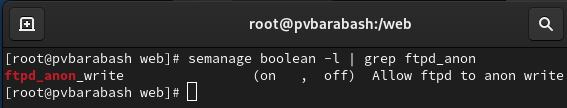 root@pvbarabash:/web
[root@pvbarabash web]# semanage boolean -l | grep ftpd_anon
ftpd_anon_write                (on   ,  off)  Allow ftpd to anon write
[root@pvbarabash web]#